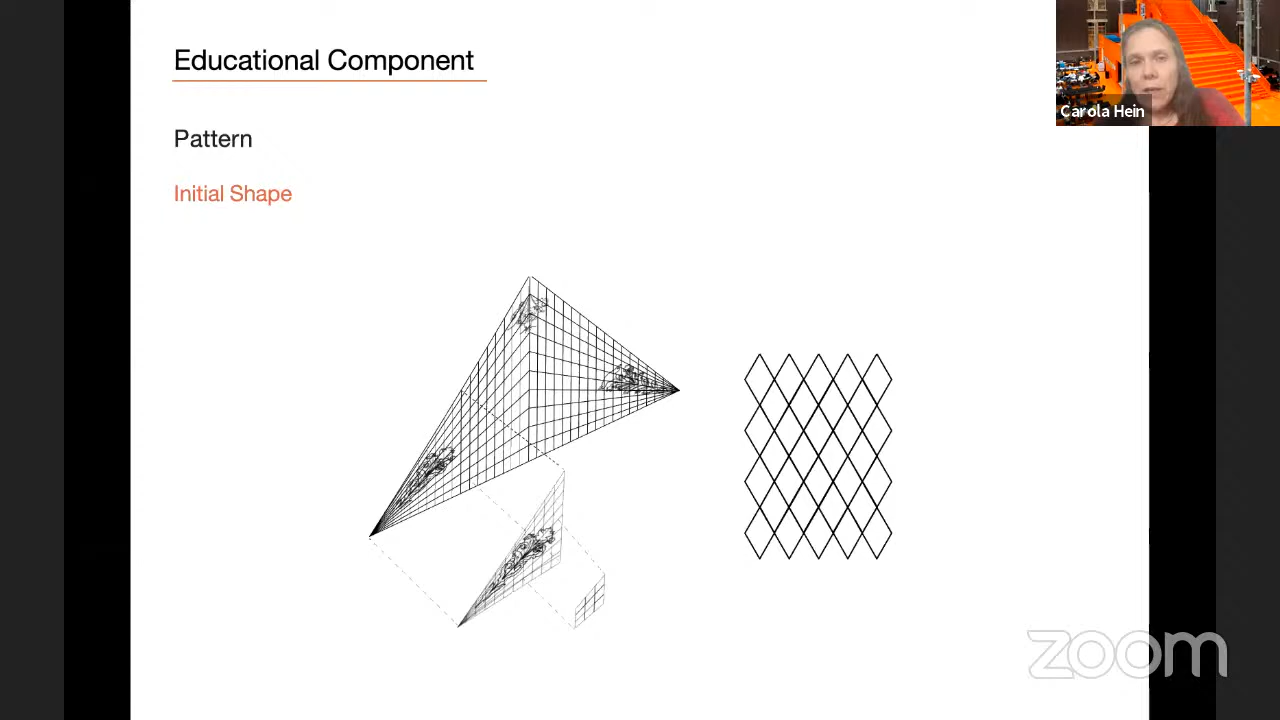 Educational Component
Pattern
Initial Shape
Carola Hein
zoom